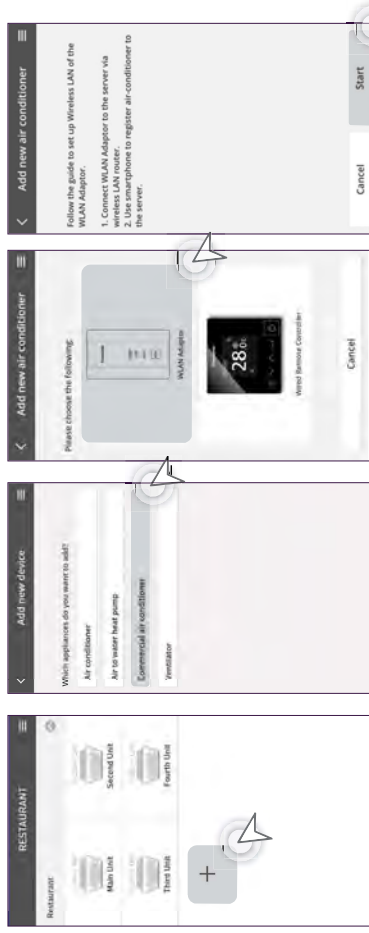 RESTAURANT
Restaurant
Main Unit
Second Unit
Third Unit
Fourth Unit
+
Add new device
Which appliances do you want to add?
Air conditioner
Air to water heat pump
Commercial air conditioner
Ventilator
Add new air conditioner
Please choose the following.
WLAN Adaptor
28.0
Wired Remote Controller
Cancel
Add new air conditioner
Follow the guide to set up Wireless LAN of the
WLAN Adaptor.
1. Connect WLAN Adaptor to the server via
wireless LAN router.
2. Use smartphone to register air-conditioner to
the server.
Cancel
Start